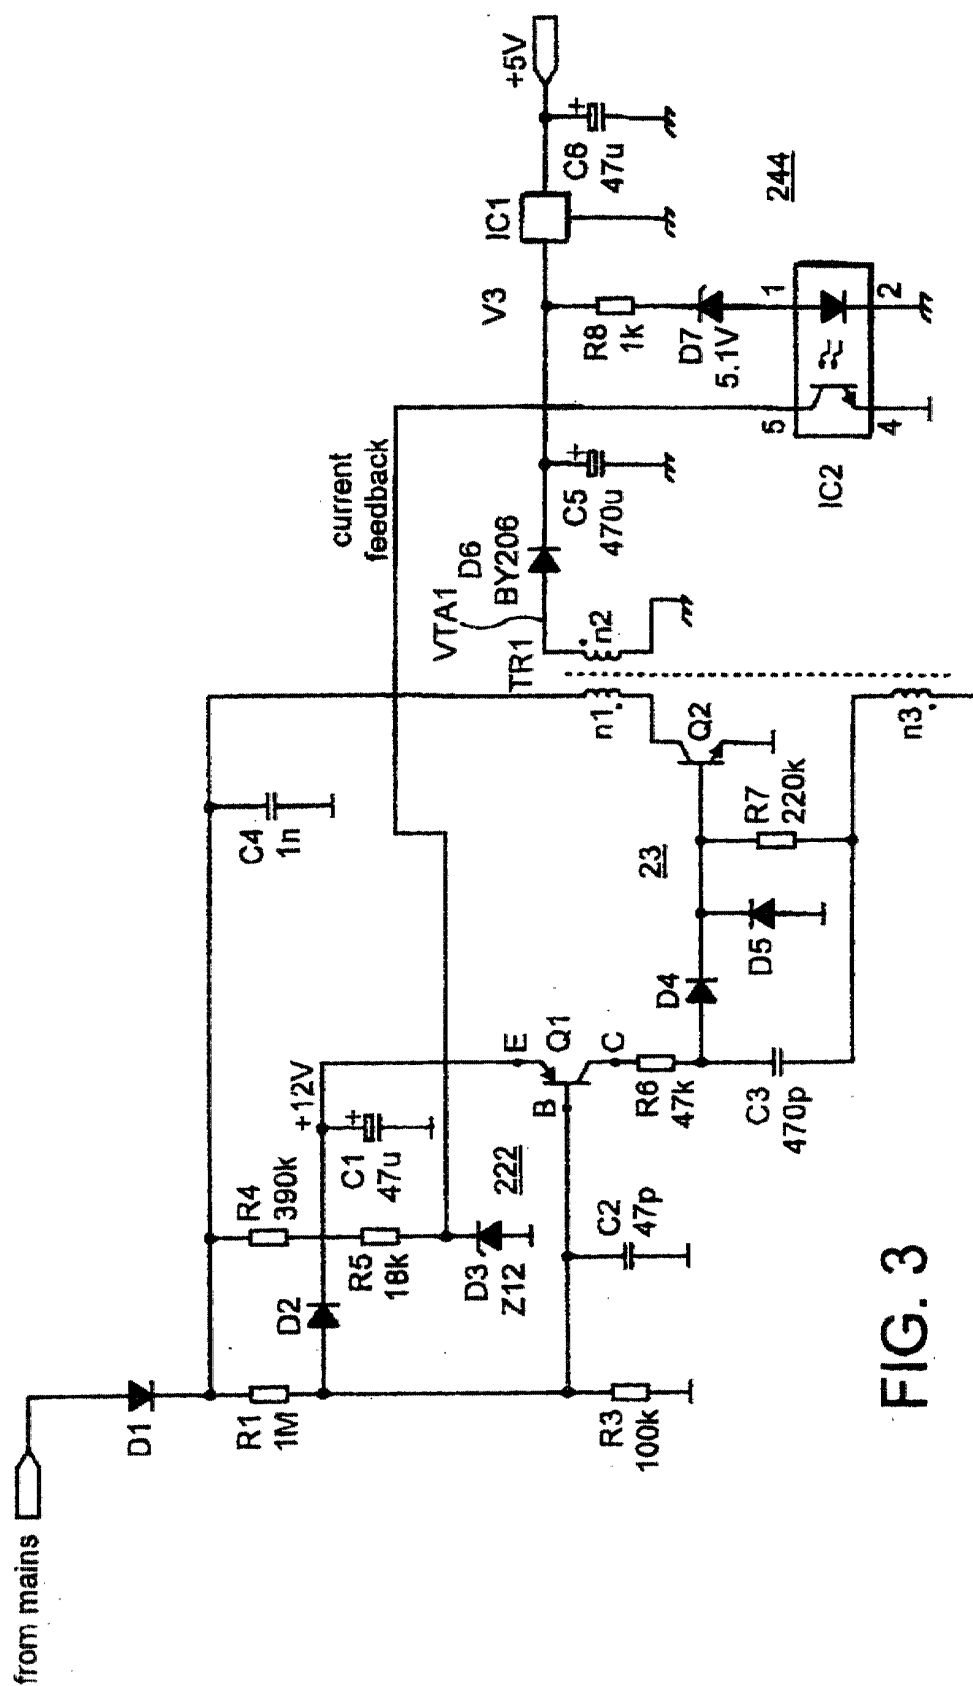 from mains
D1
R1
1M
R3
100k
D2
R4
390k
R5
18k
D3
Z12
222
+12V
C1
47u
C2
47p
B
E
Q1
C
R6
47k
C3
470p
D4
D5
23
R7
220k
C4
1n
Q2
n1
n3
TR1
n2
VTA1
D6
BY206
current
feedback
C5
470u
V3
R8
1k
D7
5.1V
5
1
4
2
IC2
IC1
C6
47u
+5V
244
FIG. 3